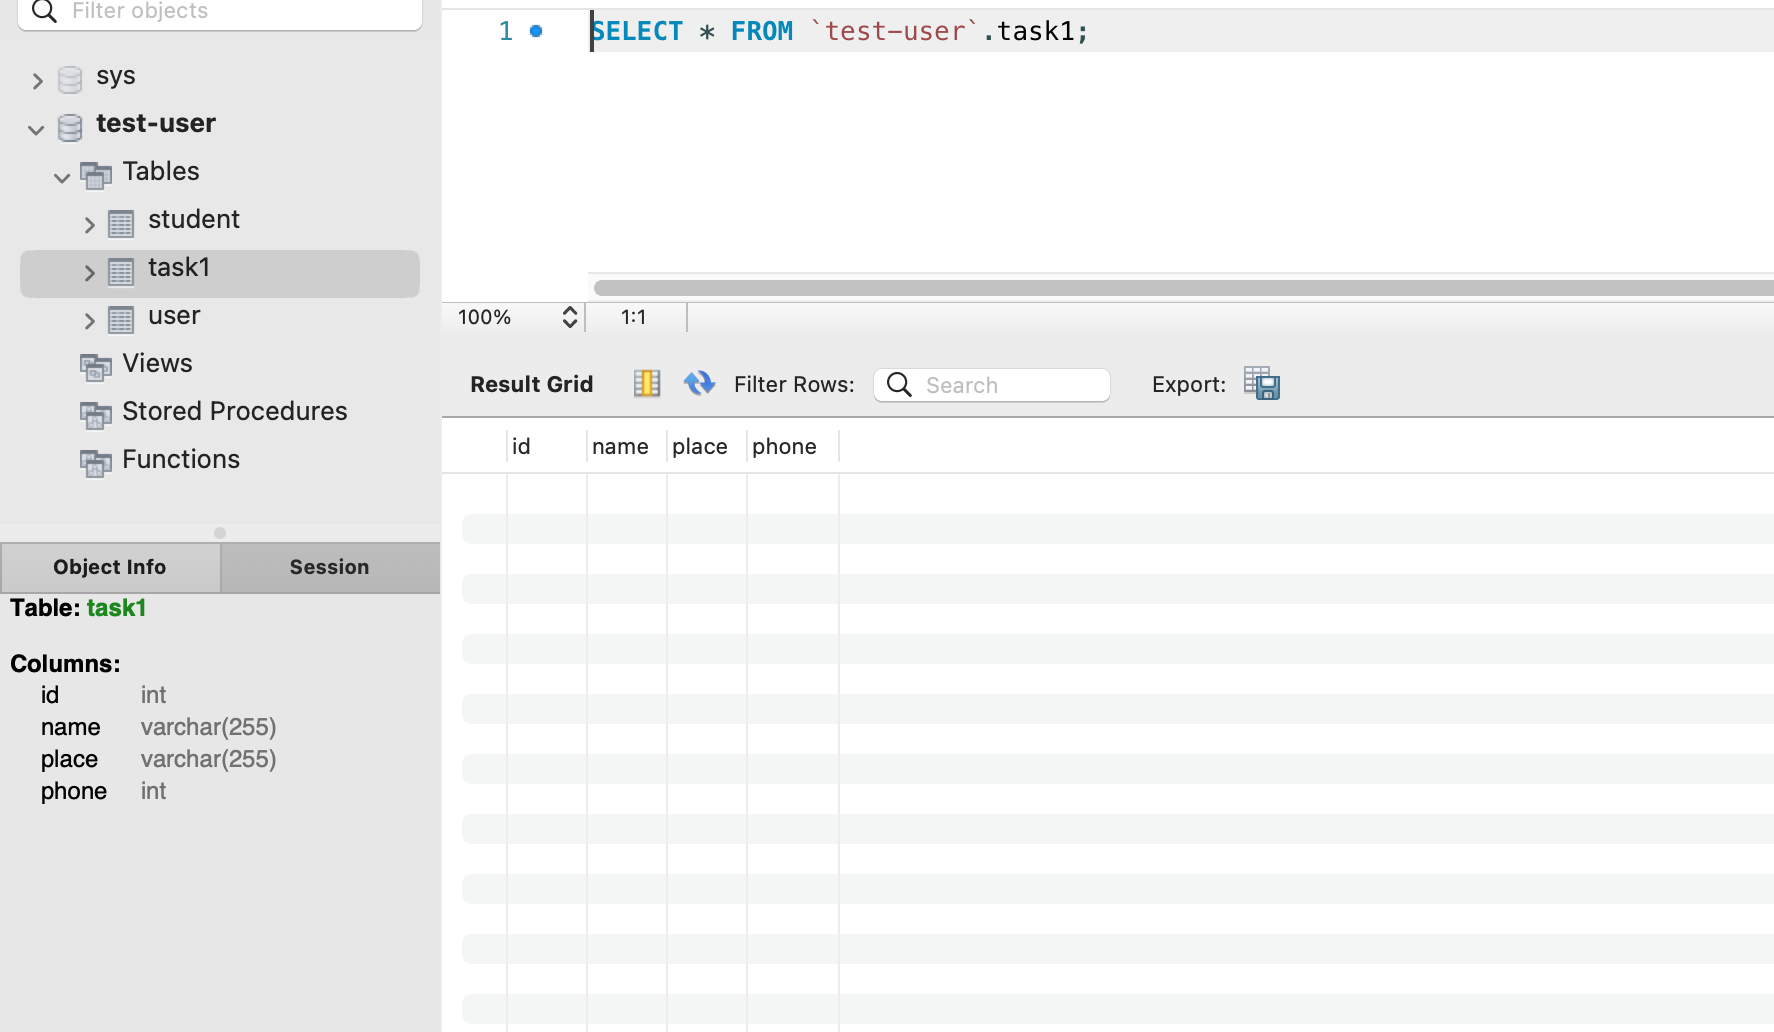 Filter objects
sys
test-user
Tables
student
task1
user
Views
Stored Procedures
Functions
Object Info
Session
Table: task1
Columns:
id int
name varchar(255)
place varchar(255)
phone int
1 SELECT * FROM `test-user`.task1;
100% 1:1
Result Grid Filter Rows: Search Export:
id name place phone